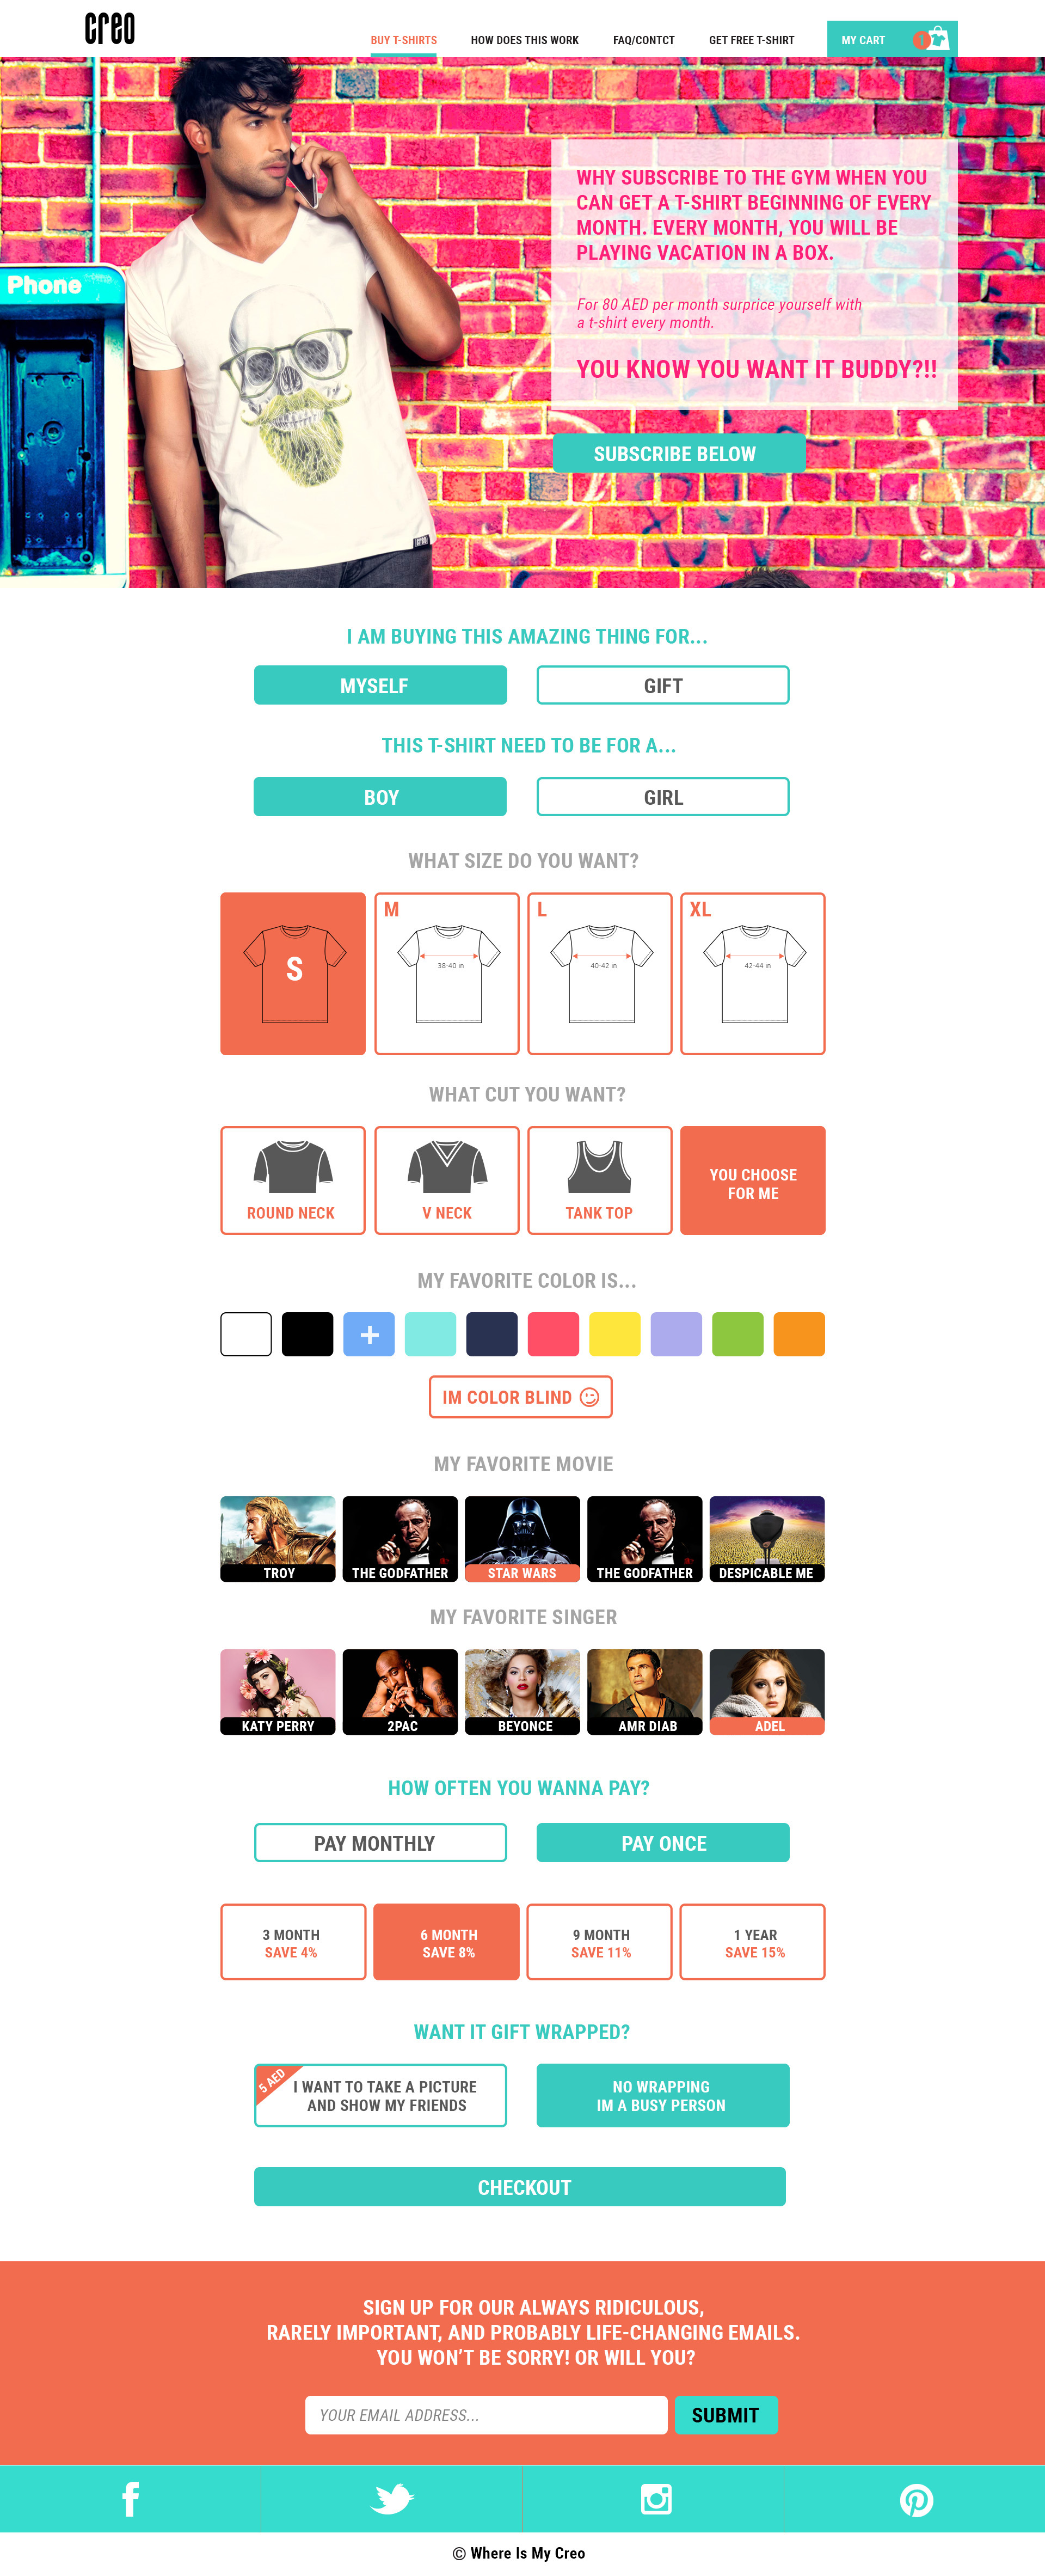 creo
BUY T-SHIRTS
HOW DOES THIS WORK
FAQ/CONTCT
GET FREE T-SHIRT
MY CART
1
WHY SUBSCRIBE TO THE GYM WHEN YOU
CAN GET A T-SHIRT BEGINNING OF EVERY
MONTH. EVERY MONTH, YOU WILL BE
PLAYING VACATION IN A BOX.
For 80 AED per month surprice yourself with
a t-shirt every month.
YOU KNOW YOU WANT IT BUDDY?!!
Phone
creo
SUBSCRIBE BELOW
I AM BUYING THIS AMAZING THING FOR...
MYSELF
GIFT
THIS T-SHIRT NEED TO BE FOR A...
BOY
GIRL
WHAT SIZE DO YOU WANT?
S
M
38-40 in
L
40-42 in
XL
42-44 in
WHAT CUT YOU WANT?
ROUND NECK
V NECK
TANK TOP
YOU CHOOSE
FOR ME
MY FAVORITE COLOR IS...
+
IM COLOR BLIND
MY FAVORITE MOVIE
TROY
THE GODFATHER
STAR WARS
THE GODFATHER
DESPICABLE ME
MY FAVORITE SINGER
KATY PERRY
2PAC
BEYONCE
AMR DIAB
ADEL
HOW OFTEN YOU WANNA PAY?
PAY MONTHLY
PAY ONCE
3 MONTH
SAVE 4%
6 MONTH
SAVE 8%
9 MONTH
SAVE 11%
1 YEAR
SAVE 15%
WANT IT GIFT WRAPPED?
5 AED
I WANT TO TAKE A PICTURE
AND SHOW MY FRIENDS
NO WRAPPING
IM A BUSY PERSON
CHECKOUT
SIGN UP FOR OUR ALWAYS RIDICULOUS,
RARELY IMPORTANT, AND PROBABLY LIFE-CHANGING EMAILS.
YOU WON'T BE SORRY! OR WILL YOU?
YOUR EMAIL ADDRESS...
SUBMIT
© Where Is My Creo